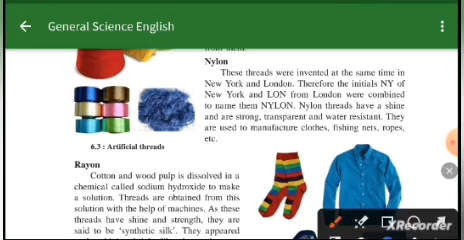 General Science English
from them.
Nylon
These threads were invented at the same time in
New York and London. Therefore the initials NY of
New York and LON from London were combined
to name them NYLON. Nylon threads have a shine
and are strong, transparent and water resistant. They
are used to manufacture clothes, fishing nets, ropes,
etc.
6.3 : Artificial threads
Rayon
Cotton and wood pulp is dissolved in a
chemical called sodium hydroxide to make
a solution. Threads are obtained from this
solution with the help of machines. As these
threads have shine and strength, they are
said to be ‘synthetic silk’. They appeared
XRecorder